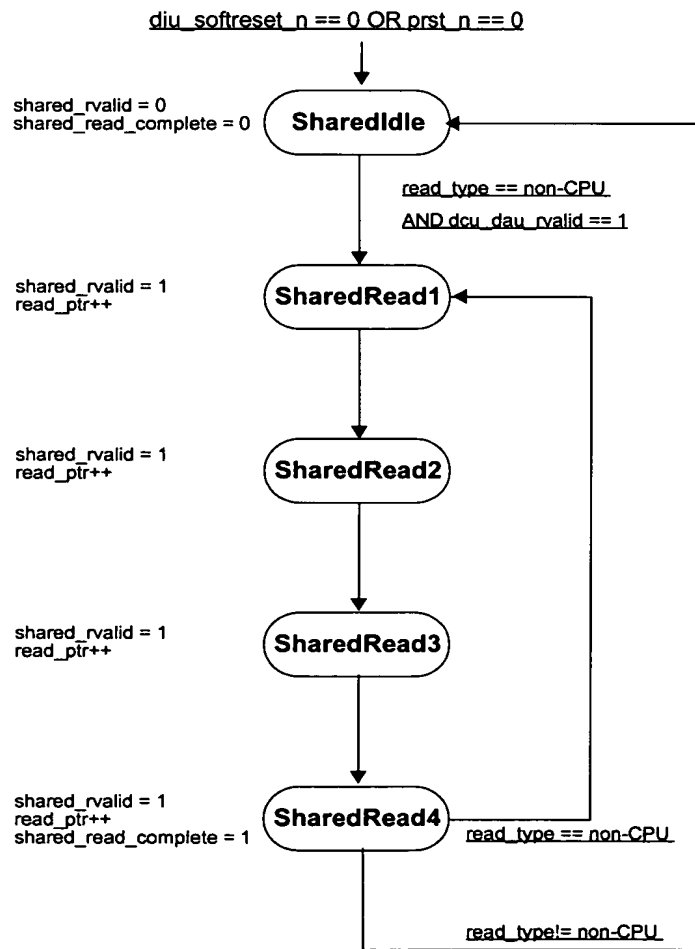 diu_softreset_n == 0 OR prst_n == 0
shared_rvalid = 0
shared_read_complete = 0
SharedIdle
read_type == non-CPU
AND dcu_dau_rvalid == 1
shared_rvalid = 1
read_ptr++
SharedRead1
shared_rvalid = 1
read_ptr++
SharedRead2
shared_rvalid = 1
read_ptr++
SharedRead3
shared_rvalid = 1
read_ptr++
shared_read_complete = 1
SharedRead4
read_type == non-CPU
read_type!= non-CPU